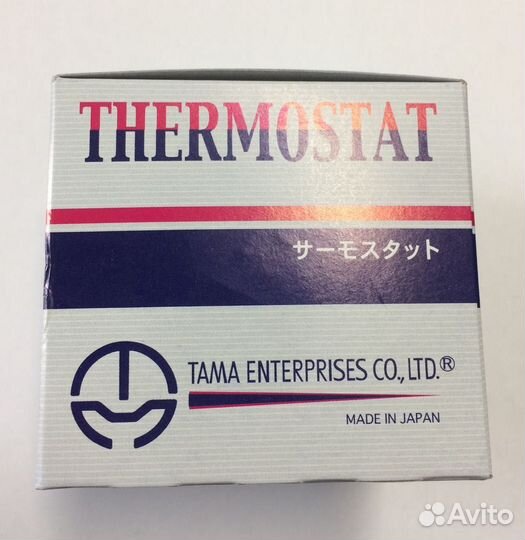 THERMOSTAT
サーモスタット
TAMA ENTERPRISES CO., LTD.®
MADE IN JAPAN
Avito